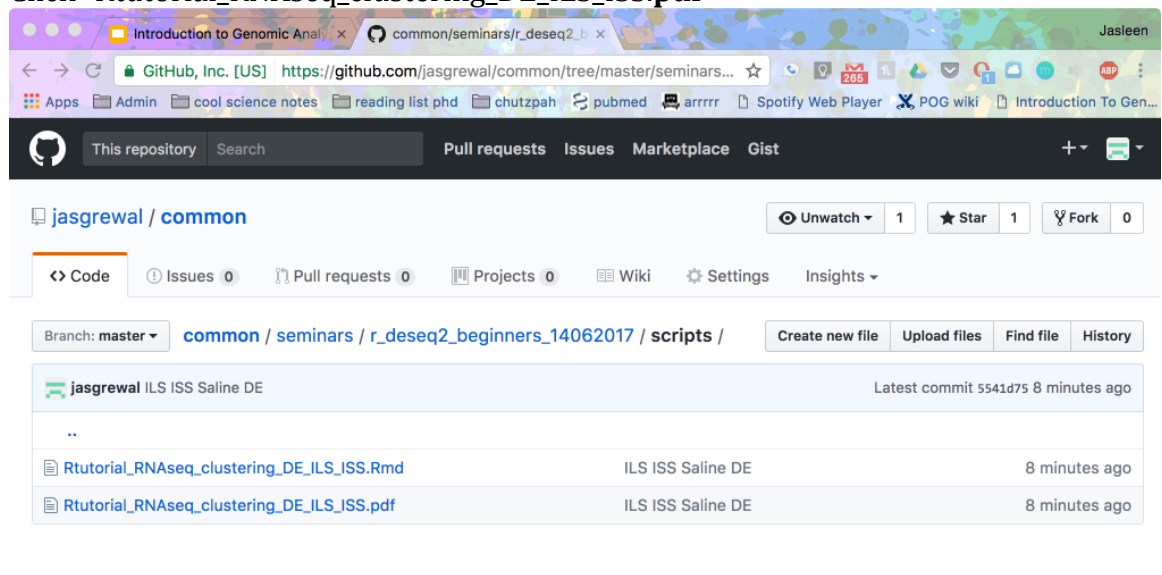 Click "Rtutorial_RNAseq_clustering_DE_ILS_ISS.pdf"
Introduction to Genomic Analy × common/seminars/r_deseq2_b × Jasleen
GitHub, Inc. [US] https://github.com/jasgrewal/common/tree/master/seminars... 265 ABP
Apps Admin cool science notes reading list phd chutzpah pubmed arrrrr Spotify Web Player POG wiki Introduction To Gen...
This repository Search Pull requests Issues Marketplace Gist
jasgrewal / common Unwatch 1 Star 1 Fork 0
Code Issues 0 Pull requests 0 Projects 0 Wiki Settings Insights
Branch: master common / seminars / r_deseq2_beginners_14062017 / scripts / Create new file Upload files Find file History
jasgrewal ILS ISS Saline DE Latest commit 5541d75 8 minutes ago
..
Rtutorial_RNAseq_clustering_DE_ILS_ISS.Rmd ILS ISS Saline DE 8 minutes ago
Rtutorial_RNAseq_clustering_DE_ILS_ISS.pdf ILS ISS Saline DE 8 minutes ago